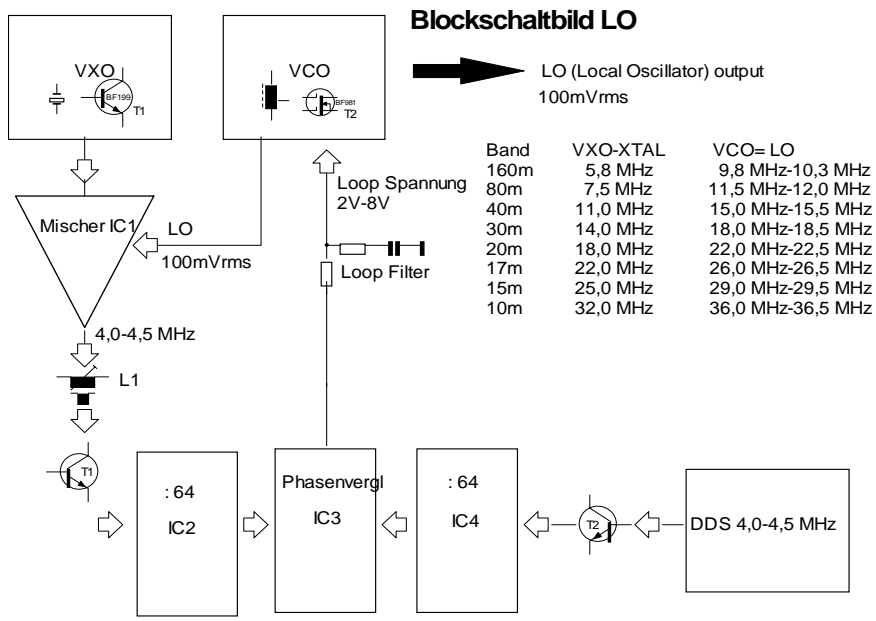 Blockschaltbild LO
VXO
BF199
T1
VCO
BF981
T2
LO (Local Oscillator) output
100mVrms
Band VXO-XTAL VCO= LO
160m 5,8 MHz 9,8 MHz-10,3 MHz
80m 7,5 MHz 11,5 MHz-12,0 MHz
40m 11,0 MHz 15,0 MHz-15,5 MHz
30m 14,0 MHz 18,0 MHz-18,5 MHz
20m 18,0 MHz 22,0 MHz-22,5 MHz
17m 22,0 MHz 26,0 MHz-26,5 MHz
15m 25,0 MHz 29,0 MHz-29,5 MHz
10m 32,0 MHz 36,0 MHz-36,5 MHz
Loop Spannung
2V-8V
Mischer IC1
LO
100mVrms
Loop Filter
4,0-4,5 MHz
L1
T1
: 64
IC2
Phasenvergl
IC3
: 64
IC4
T2
DDS 4,0-4,5 MHz